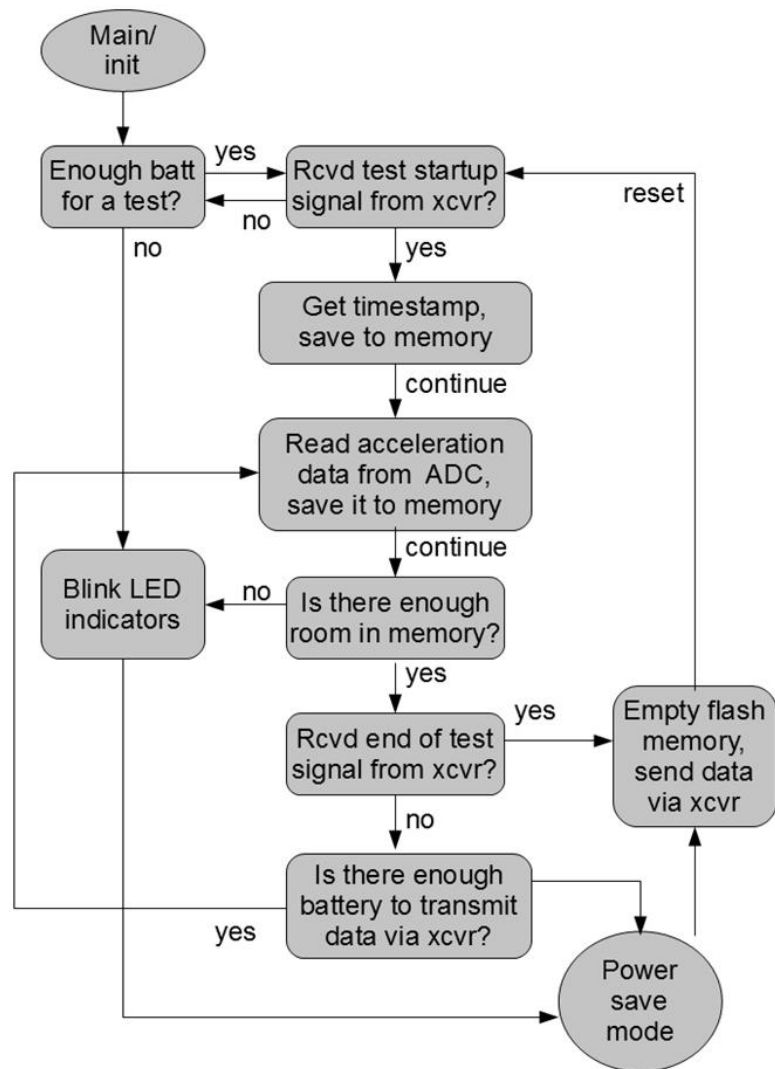 Main/
init
Enough batt
for a test?
yes
no
Rcvd test startup
signal from xcvr?
reset
no
yes
Get timestamp,
save to memory
continue
Read acceleration
data from ADC,
save it to memory
continue
Blink LED
indicators
no
Is there enough
room in memory?
yes
Rcvd end of test
signal from xcvr?
yes
Empty flash
memory,
send data
via xcvr
no
Is there enough
battery to transmit
data via xcvr?
yes
Power
save
mode